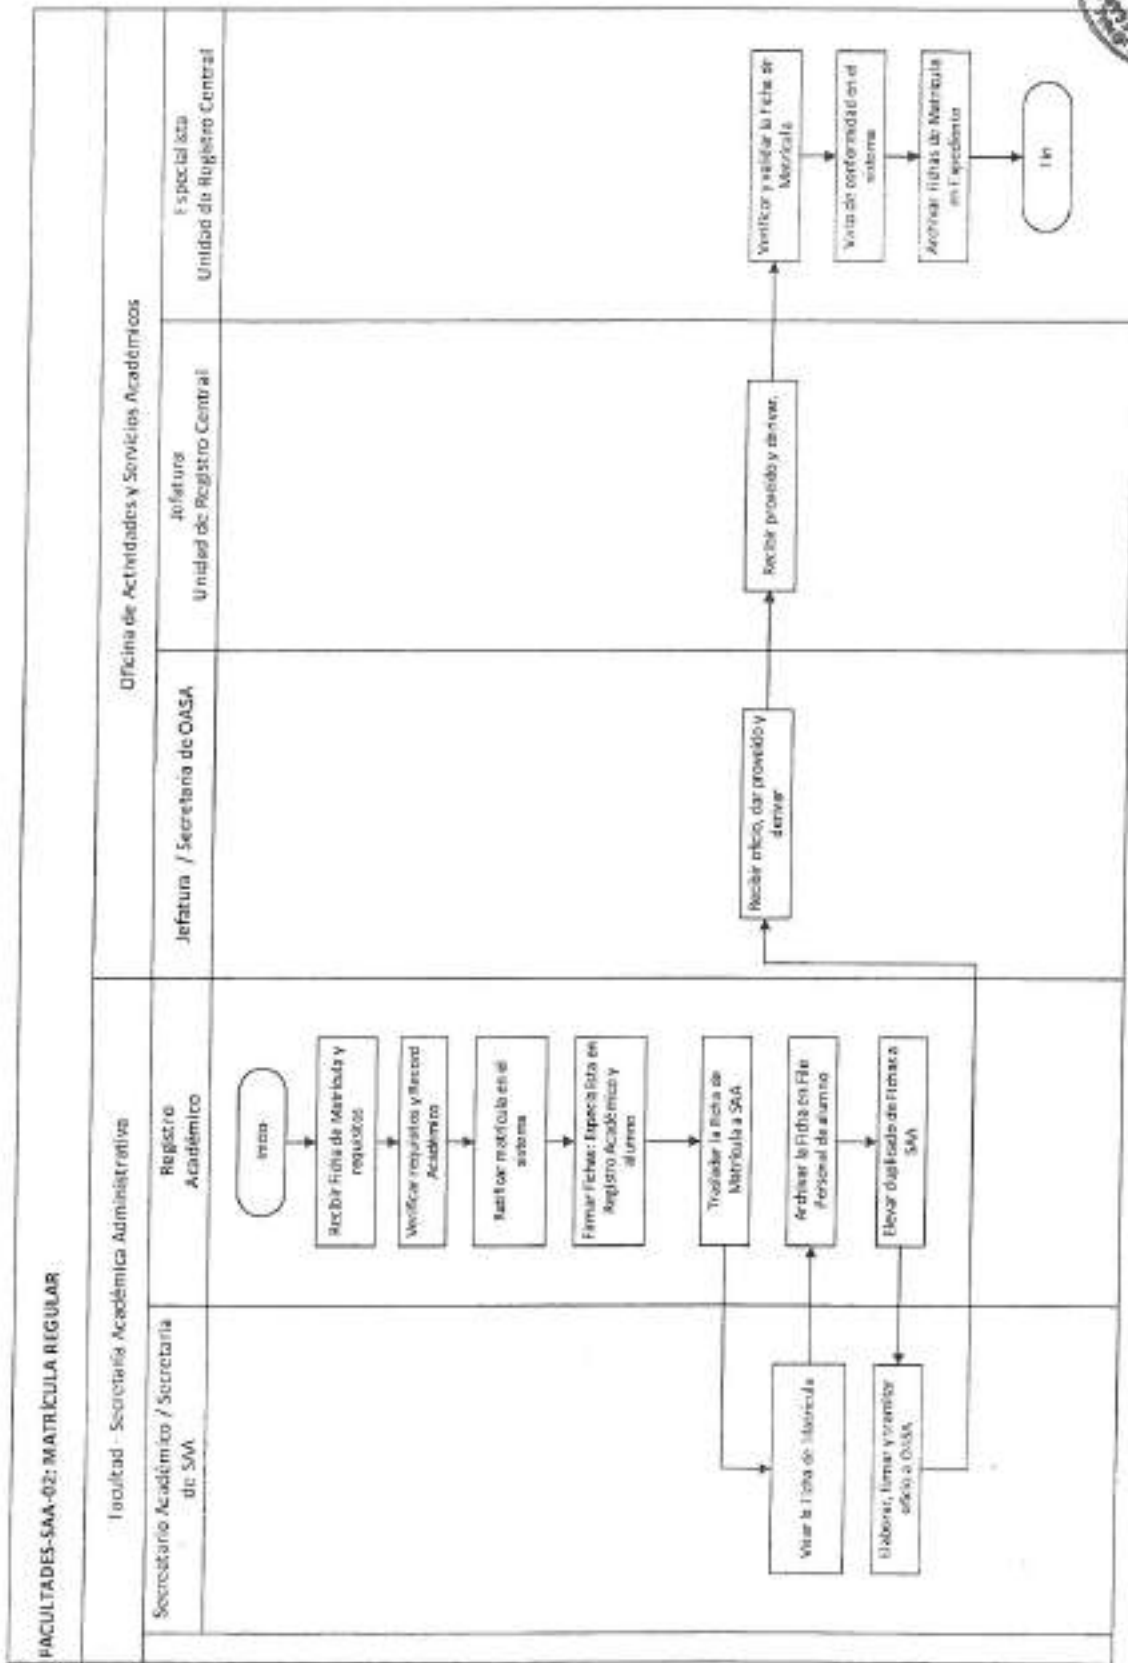 FACULTADES-SAA-02: MATRÍCULA REGULAR
Facultad - Secretaría Académica Administrativa
Oficina de Actividades y Servicios Académicos
Secretario Académico / Secretaria
de SAA
Registro
Académico
Jefatura / Secretaria de OASA
Jefatura
Unidad de Registro Central
Especialista
Unidad de Registro Central
Inicio
Recibir Ficha de Matrícula y
requisitos
Verificar requisitos y Record
Académico
Ratificar matrícula en el
sistema
Firmar Fichas: Especialista en
Registro Académico y
alumno
Trasladar la Ficha de
Matrícula a SAA
Visar la Ficha de Matrícula
Archivar la Ficha en File
Personal de alumno
Elevar duplicado de Fichas a
SAA
Elaborar, firmar y tramitar
oficio a OASA
Recibir oficio, dar proveído y
derivar
Recibir proveído y derivar.
Verificar y validar la Ficha de
Matrícula
Visto de conformidad en el
sistema
Archivar Fichas de Matrícula
en Expediente
Fin